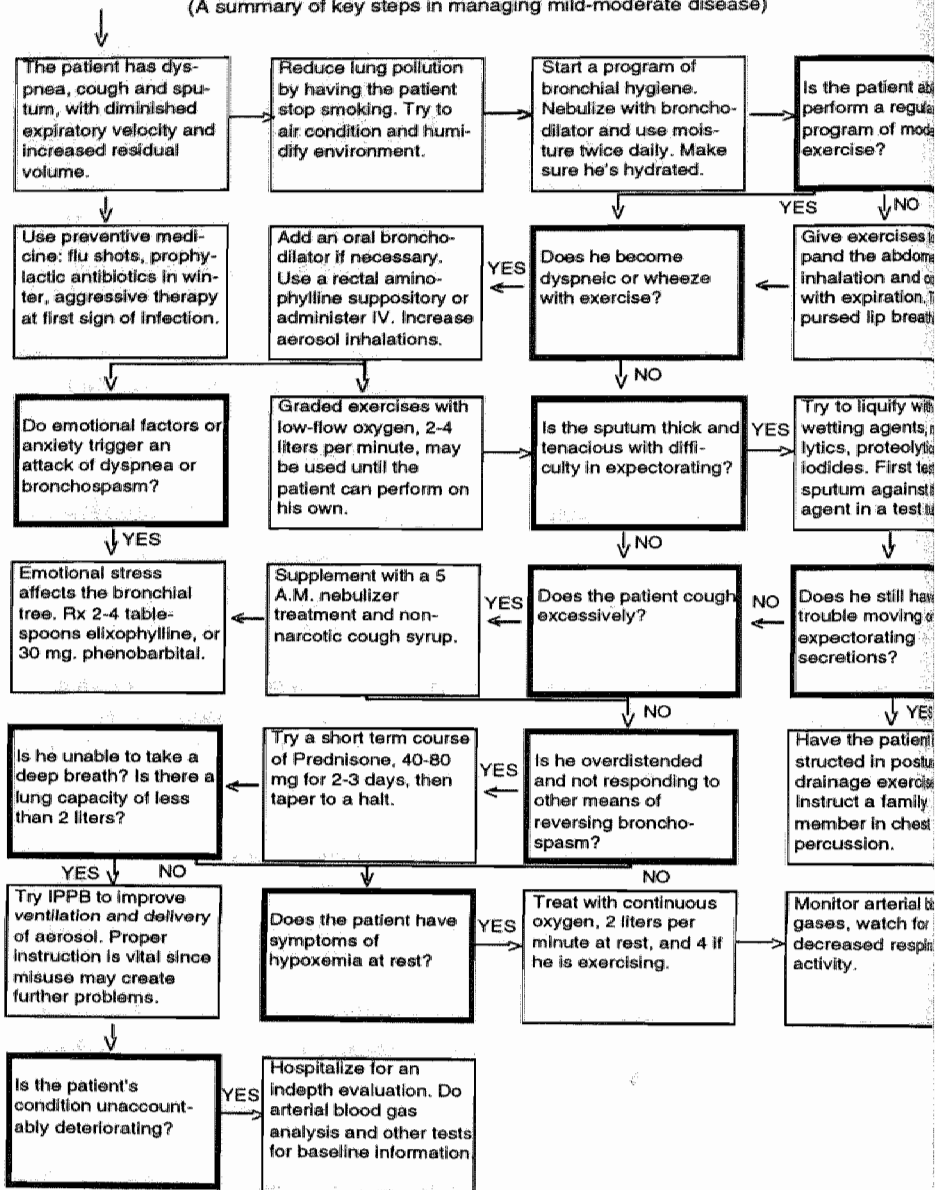 (A summary of key steps in managing mild-moderate disease)
The patient has dys-
pnea, cough and spu-
tum, with diminished
expiratory velocity and
increased residual
volume.
Reduce lung pollution
by having the patient
stop smoking. Try to
air condition and humi-
dify environment.
Start a program of
bronchial hygiene.
Nebulize with broncho-
dilator and use mois-
ture twice daily. Make
sure he's hydrated.
Is the patient
perform a
program of
exercise?
YES
NO
Use preventive medi-
cine: flu shots, prophy-
lactic antibiotics in win-
ter, aggressive therapy
at first sign of infection.
Add an oral broncho-
dilator if necessary.
Use a rectal amino-
phylline suppository or
administer IV. Increase
aerosol inhalations.
YES
Does he become
dyspneic or wheeze
with exercise?
Give exercises
pand the
inhalation and
with expiration.
pursed lip
NO
Do emotional factors or
anxiety trigger an
attack of dyspnea or
bronchospasm?
Graded exercises with
low-flow oxygen, 2-4
liters per minute, may
be used until the
patient can perform on
his own.
Is the sputum thick and
tenacious with diffi-
culty in expectorating?
YES
Try to liquify
wetting agents,
lytics,
iodides. First
sputum against
agent in a test
YES
NO
Emotional stress
affects the bronchial
tree. Rx 2-4 table-
spoons elixophylline, or
30 mg. phenobarbital.
Supplement with a 5
A.M. nebulizer
treatment and non-
narcotic cough syrup.
YES
Does the patient cough
excessively?
NO
Does he still
trouble moving
expectorating
secretions?
NO
YES
Is he unable to take a
deep breath? Is there a
lung capacity of less
than 2 liters?
Try a short term course
of Prednisone, 40-80
mg for 2-3 days, then
taper to a halt.
YES
Is he overdistended
and not responding to
other means of
reversing broncho-
spasm?
Have the patient
structed in
drainage
Instruct a family
member in chest
percussion.
YES
NO
NO
Try IPPB to improve
ventilation and delivery
of aerosol. Proper
instruction is vital since
misuse may create
further problems.
Does the patient have
symptoms of
hypoxemia at rest?
YES
Treat with continuous
oxygen, 2 liters per
minute at rest, and 4 if
he is exercising.
Monitor arterial
gases, watch for
decreased
activity.
Is the patient's
condition unaccount-
ably deteriorating?
YES
Hospitalize for an
indepth evaluation. Do
arterial blood gas
analysis and other tests
for baseline information